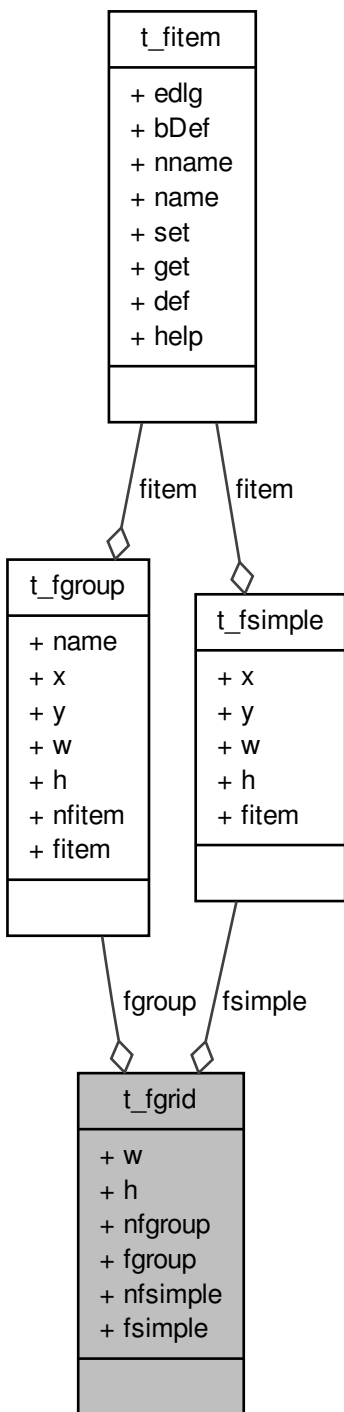 t_fitem
+ edlg
+ bDef
+ nname
+ name
+ set
+ get
+ def
+ help
fitem
fitem
t_fgroup
+ name
+ x
+ y
+ w
+ h
+ nfitem
+ fitem
t_fsimple
+ x
+ y
+ w
+ h
+ fitem
fgroup
fsimple
t_fgrid
+ w
+ h
+ nfgroup
+ fgroup
+ nfsimple
+ fsimple